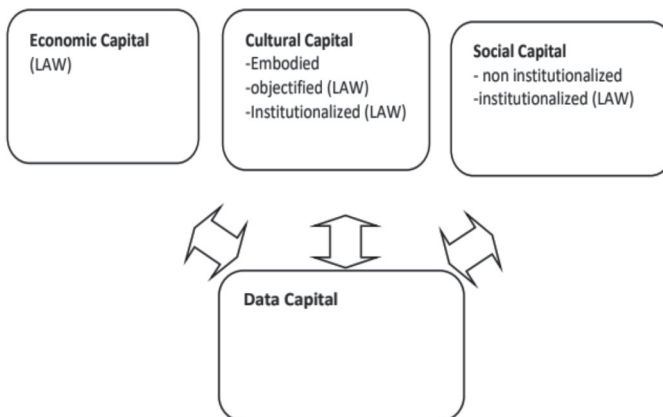 Economic Capital
(LAW)
Cultural Capital
-Embodied
-objectified (LAW)
-Institutionalized (LAW)
Social Capital
- non institutionalized
-institutionalized (LAW)
Data Capital